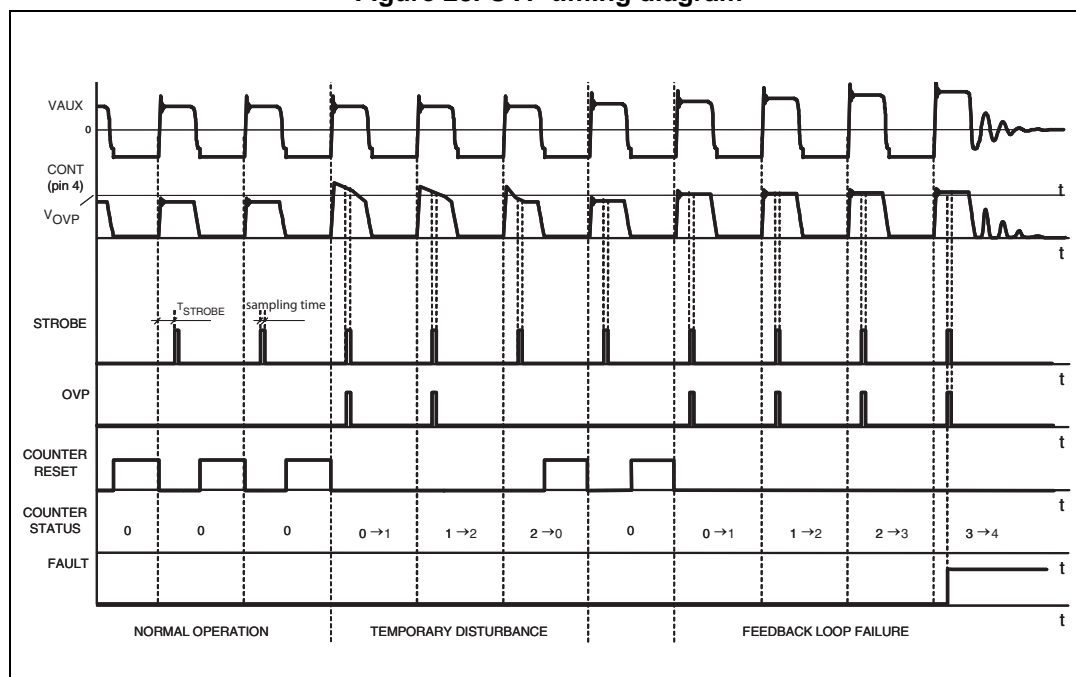 Figure 28. OVP timing diagram
VAUX
0
CONT
(pin 4)
t
VOVP
t
TSTROBE
sampling time
STROBE
t
OVP
t
COUNTER
RESET
t
COUNTER
STATUS
0 0 0 0→1 1→2 2→0 0 0→1 1→2 2→3 3→4
FAULT
t
t
NORMAL OPERATION TEMPORARY DISTURBANCE FEEDBACK LOOP FAILURE